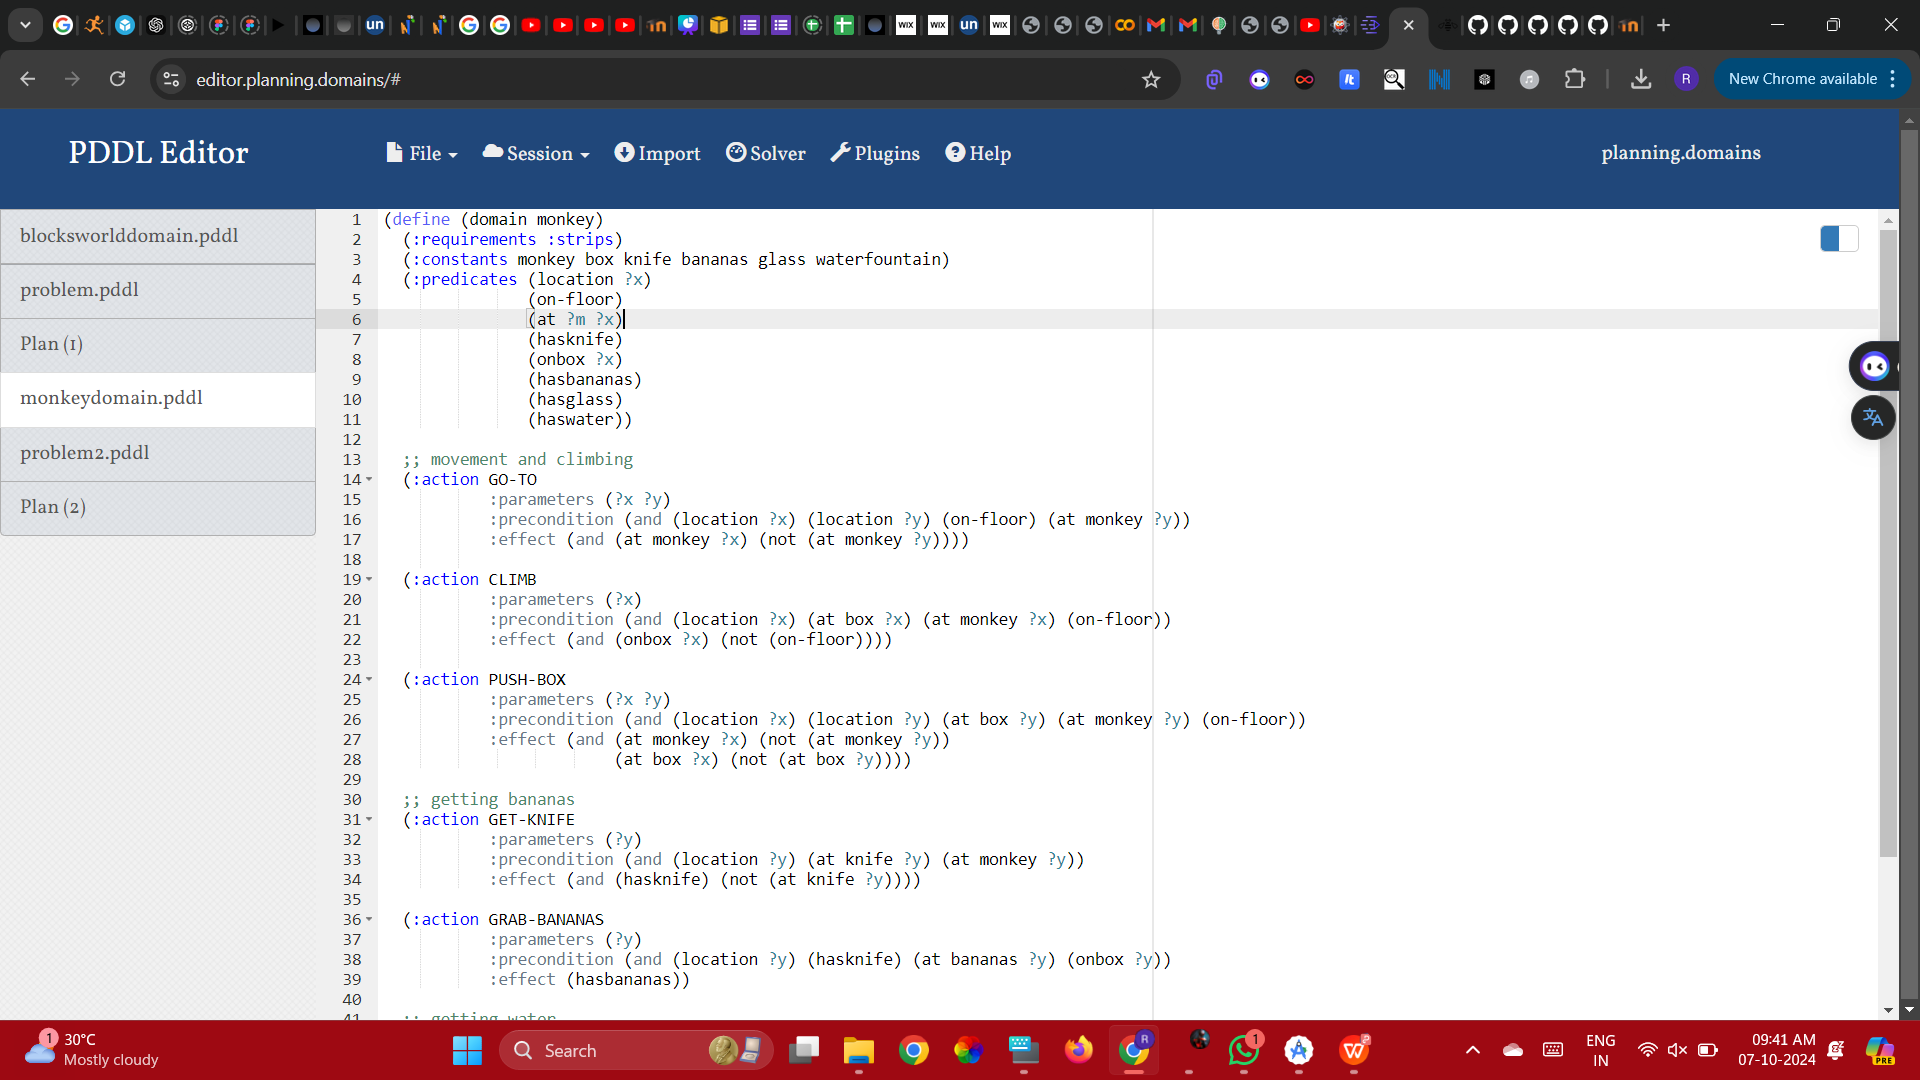 editor.planning.domains/#
New Chrome available
PDDL Editor
File
Session
Import
Solver
Plugins
Help
planning.domains
blocksworlddomain.pddl
problem.pddl
Plan (1)
monkeydomain.pddl
problem2.pddl
Plan (2)
1 (define (domain monkey)
2 (:requirements :strips)
3 (:constants monkey box knife bananas glass waterfountain)
4 (:predicates (location ?x)
5 (on-floor)
6 (at ?m ?x)
7 (hasknife)
8 (onbox ?x)
9 (hasbananas)
10 (hasglass)
11 (haswater))
12
13 ;; movement and climbing
14 (:action GO-TO
15 :parameters (?x ?y)
16 :precondition (and (location ?x) (location ?y) (on-floor) (at monkey ?y))
17 :effect (and (at monkey ?x) (not (at monkey ?y))))
18
19 (:action CLIMB
20 :parameters (?x)
21 :precondition (and (location ?x) (at box ?x) (at monkey ?x) (on-floor))
22 :effect (and (onbox ?x) (not (on-floor))))
23
24 (:action PUSH-BOX
25 :parameters (?x ?y)
26 :precondition (and (location ?x) (location ?y) (at box ?y) (at monkey ?y) (on-floor))
27 :effect (and (at monkey ?x) (not (at monkey ?y))
28 (at box ?x) (not (at box ?y))))
29
30 ;; getting bananas
31 (:action GET-KNIFE
32 :parameters (?y)
33 :precondition (and (location ?y) (at knife ?y) (at monkey ?y))
34 :effect (and (hasknife) (not (at knife ?y))))
35
36 (:action GRAB-BANANAS
37 :parameters (?y)
38 :precondition (and (location ?y) (hasknife) (at bananas ?y) (onbox ?y))
39 :effect (hasbananas))
40
41 ;; getting water
1
30°C
Mostly cloudy
Search
ENG
IN
09:41 AM
07-10-2024